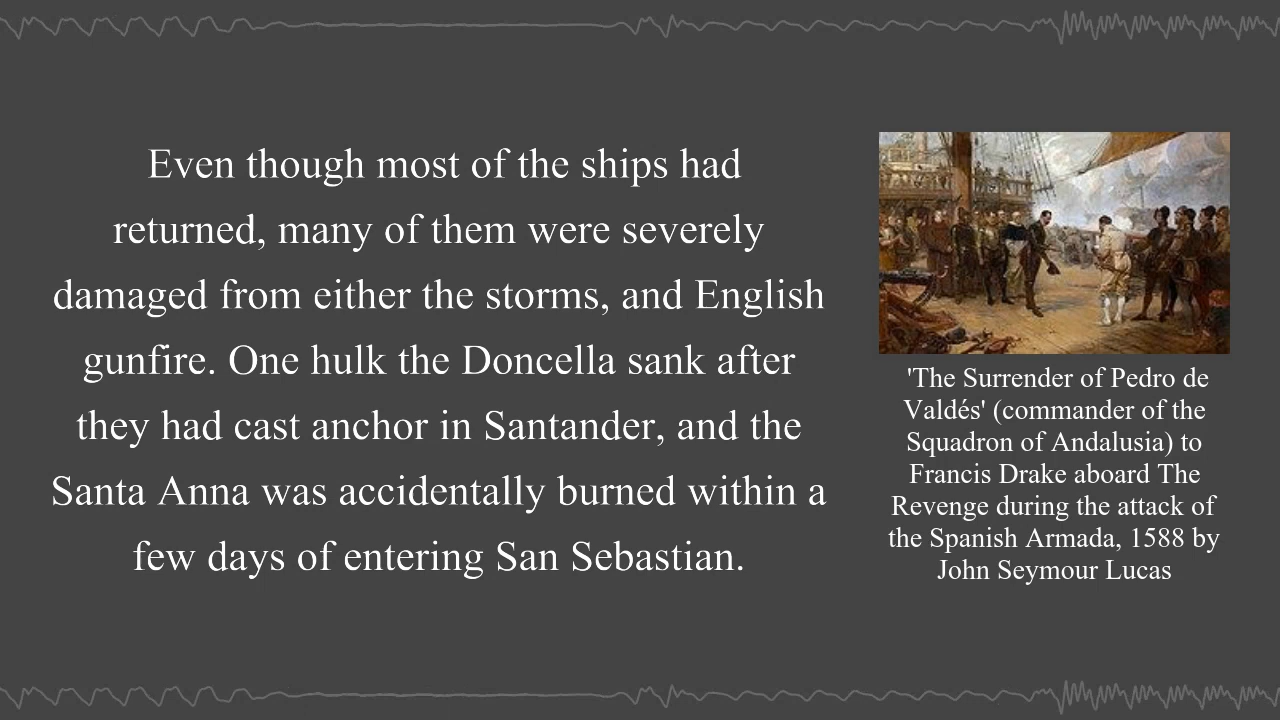 Even though most of the ships had
returned, many of them were severely
damaged from either the storms, and English
gunfire. One hulk the Doncella sank after
they had cast anchor in Santander, and the
Santa Anna was accidentally burned within a
few days of entering San Sebastian.
'The Surrender of Pedro de
Valdés' (commander of the
Squadron of Andalusia) to
Francis Drake aboard The
Revenge during the attack of
the Spanish Armada, 1588 by
John Seymour Lucas